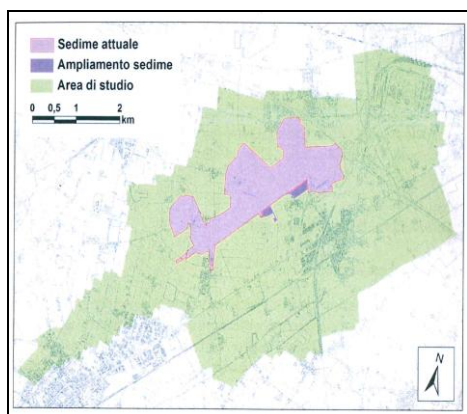 Sedime attuale
Ampliamento sedime
Area di studio
0 0,5 1 2
km
N